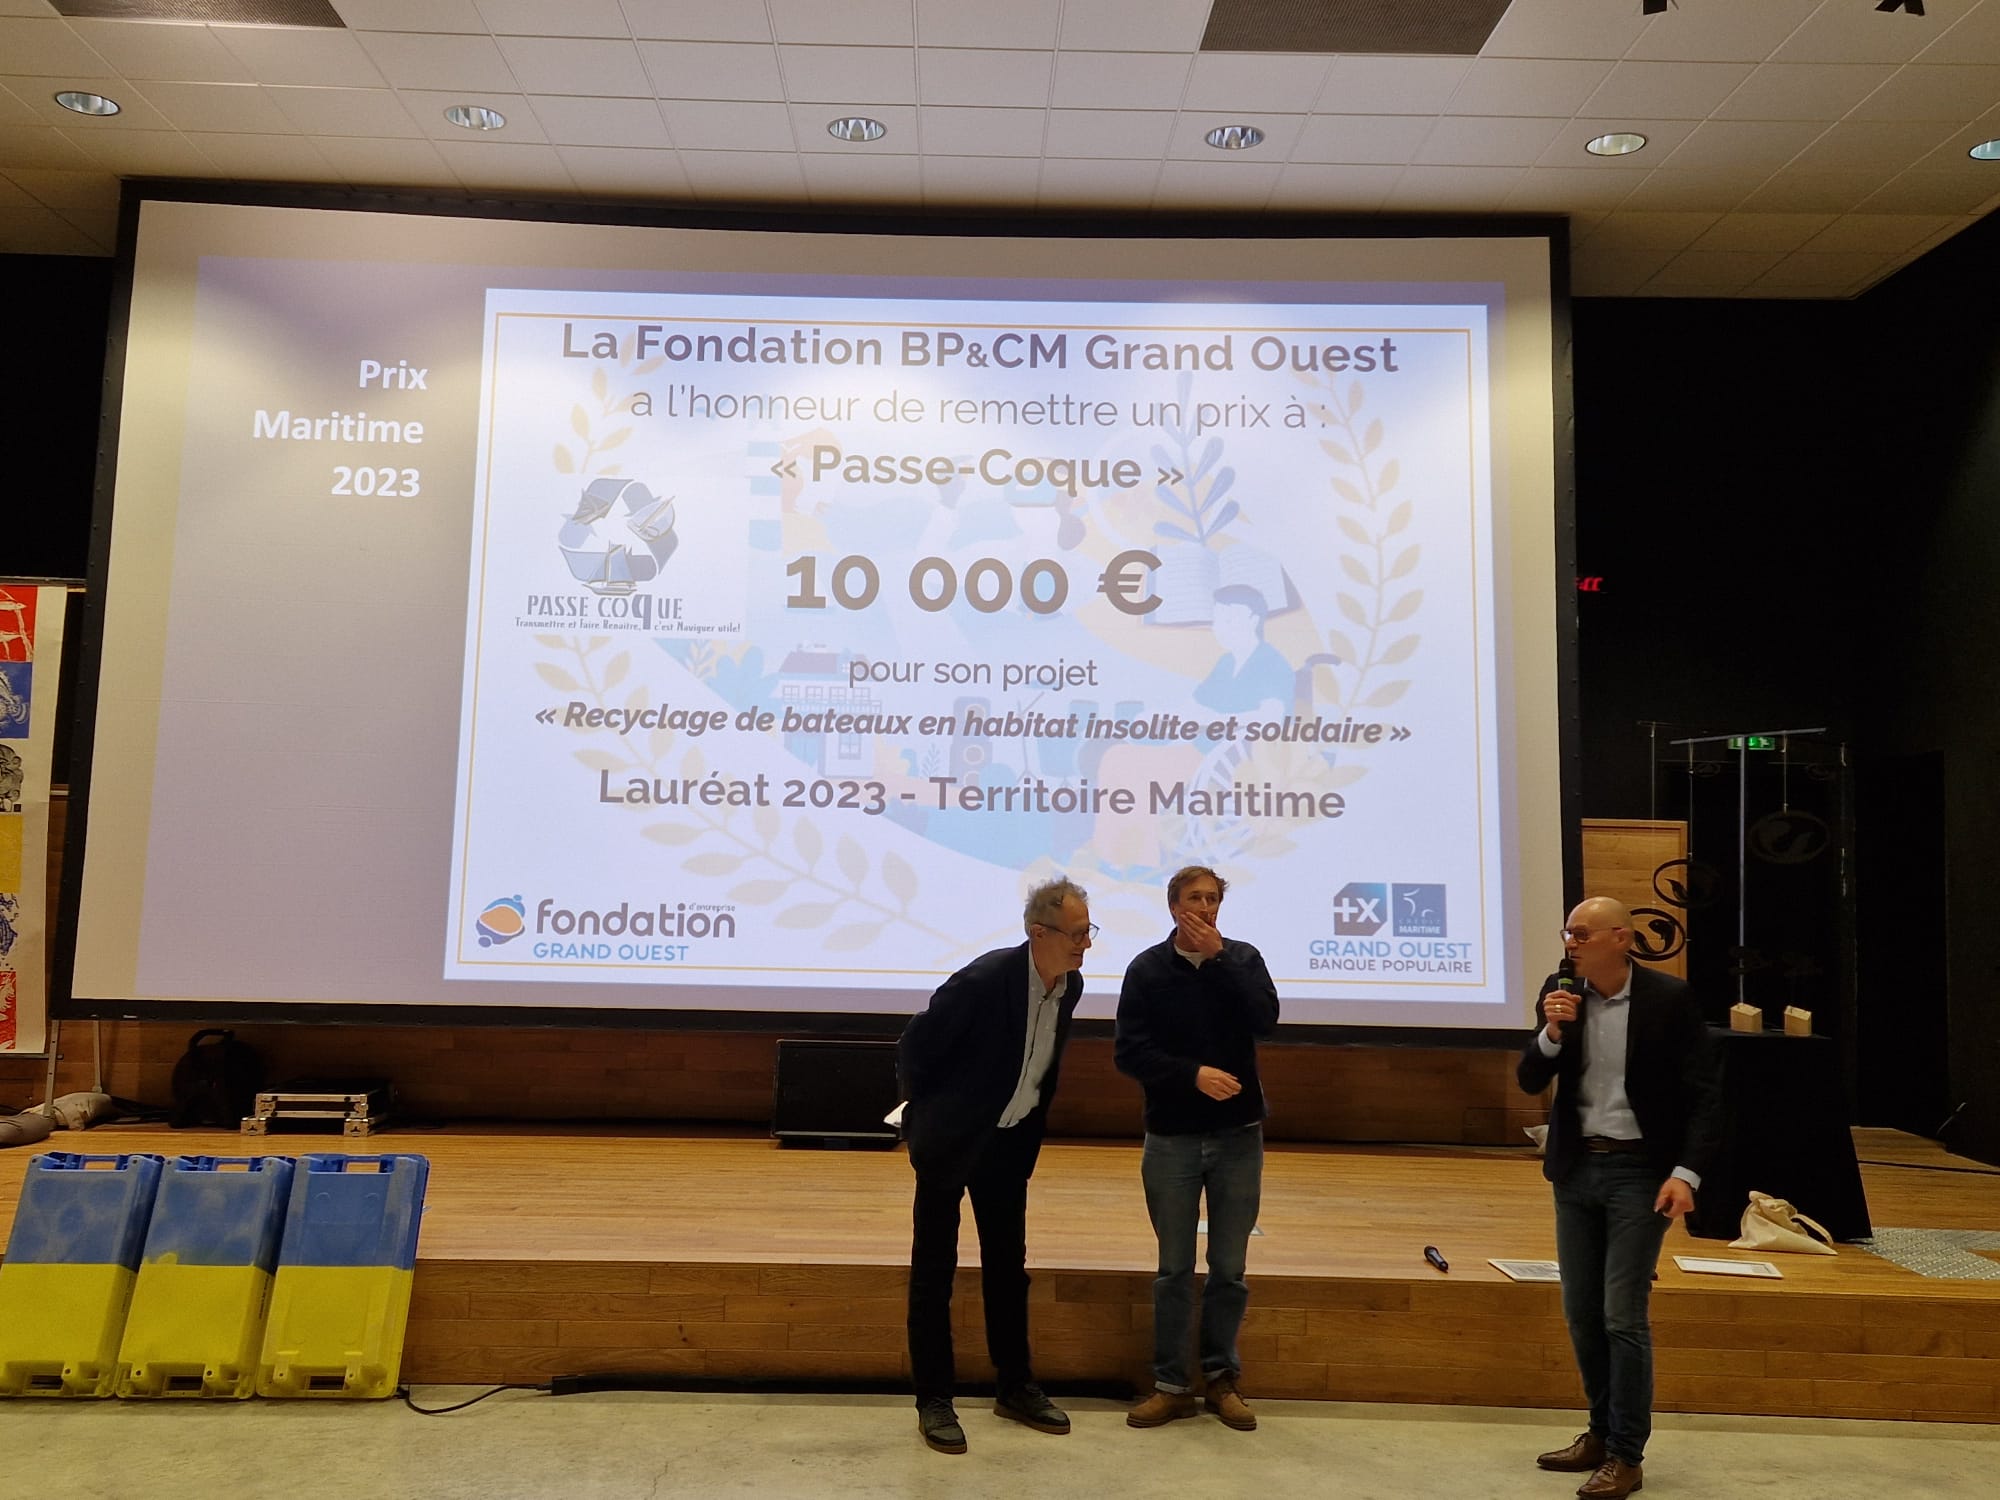 Prix
Maritime
2023
La Fondation BP&CM Grand Ouest
a l'honneur de remettre un prix à :
« Passe-Coque »
10 000 €
PASSE COqUE
Transmettre et Faire Renaitre, c'est Naviguer utile!
pour son projet
« Recyclage de bateaux en habitat insolite et solidaire »
Lauréat 2023 - Territoire Maritime
fondation
d'entreprise
GRAND OUEST
+X
CRÉDIT
MARITIME
GRAND OUEST
BANQUE POPULAIRE